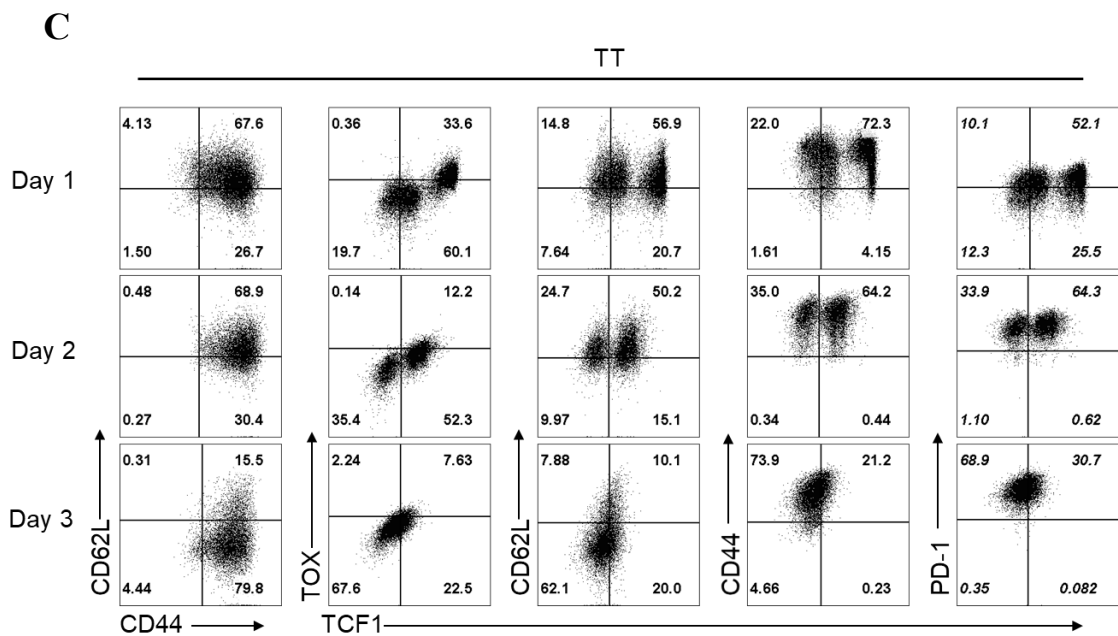 C
TT
Day 1
4.13 67.6
1.50 26.7
0.36 33.6
19.7 60.1
14.8 56.9
7.64 20.7
22.0 72.3
1.61 4.15
10.1 52.1
12.3 25.5
Day 2
0.48 68.9
0.27 30.4
0.14 12.2
35.4 52.3
24.7 50.2
9.97 15.1
35.0 64.2
0.34 0.44
33.9 64.3
1.10 0.62
Day 3
0.31 15.5
4.44 79.8
2.24 7.63
67.6 22.5
7.88 10.1
62.1 20.0
73.9 21.2
4.66 0.23
68.9 30.7
0.35 0.082
CD62L
TOX
CD62L
CD44
PD-1
CD44
TCF1